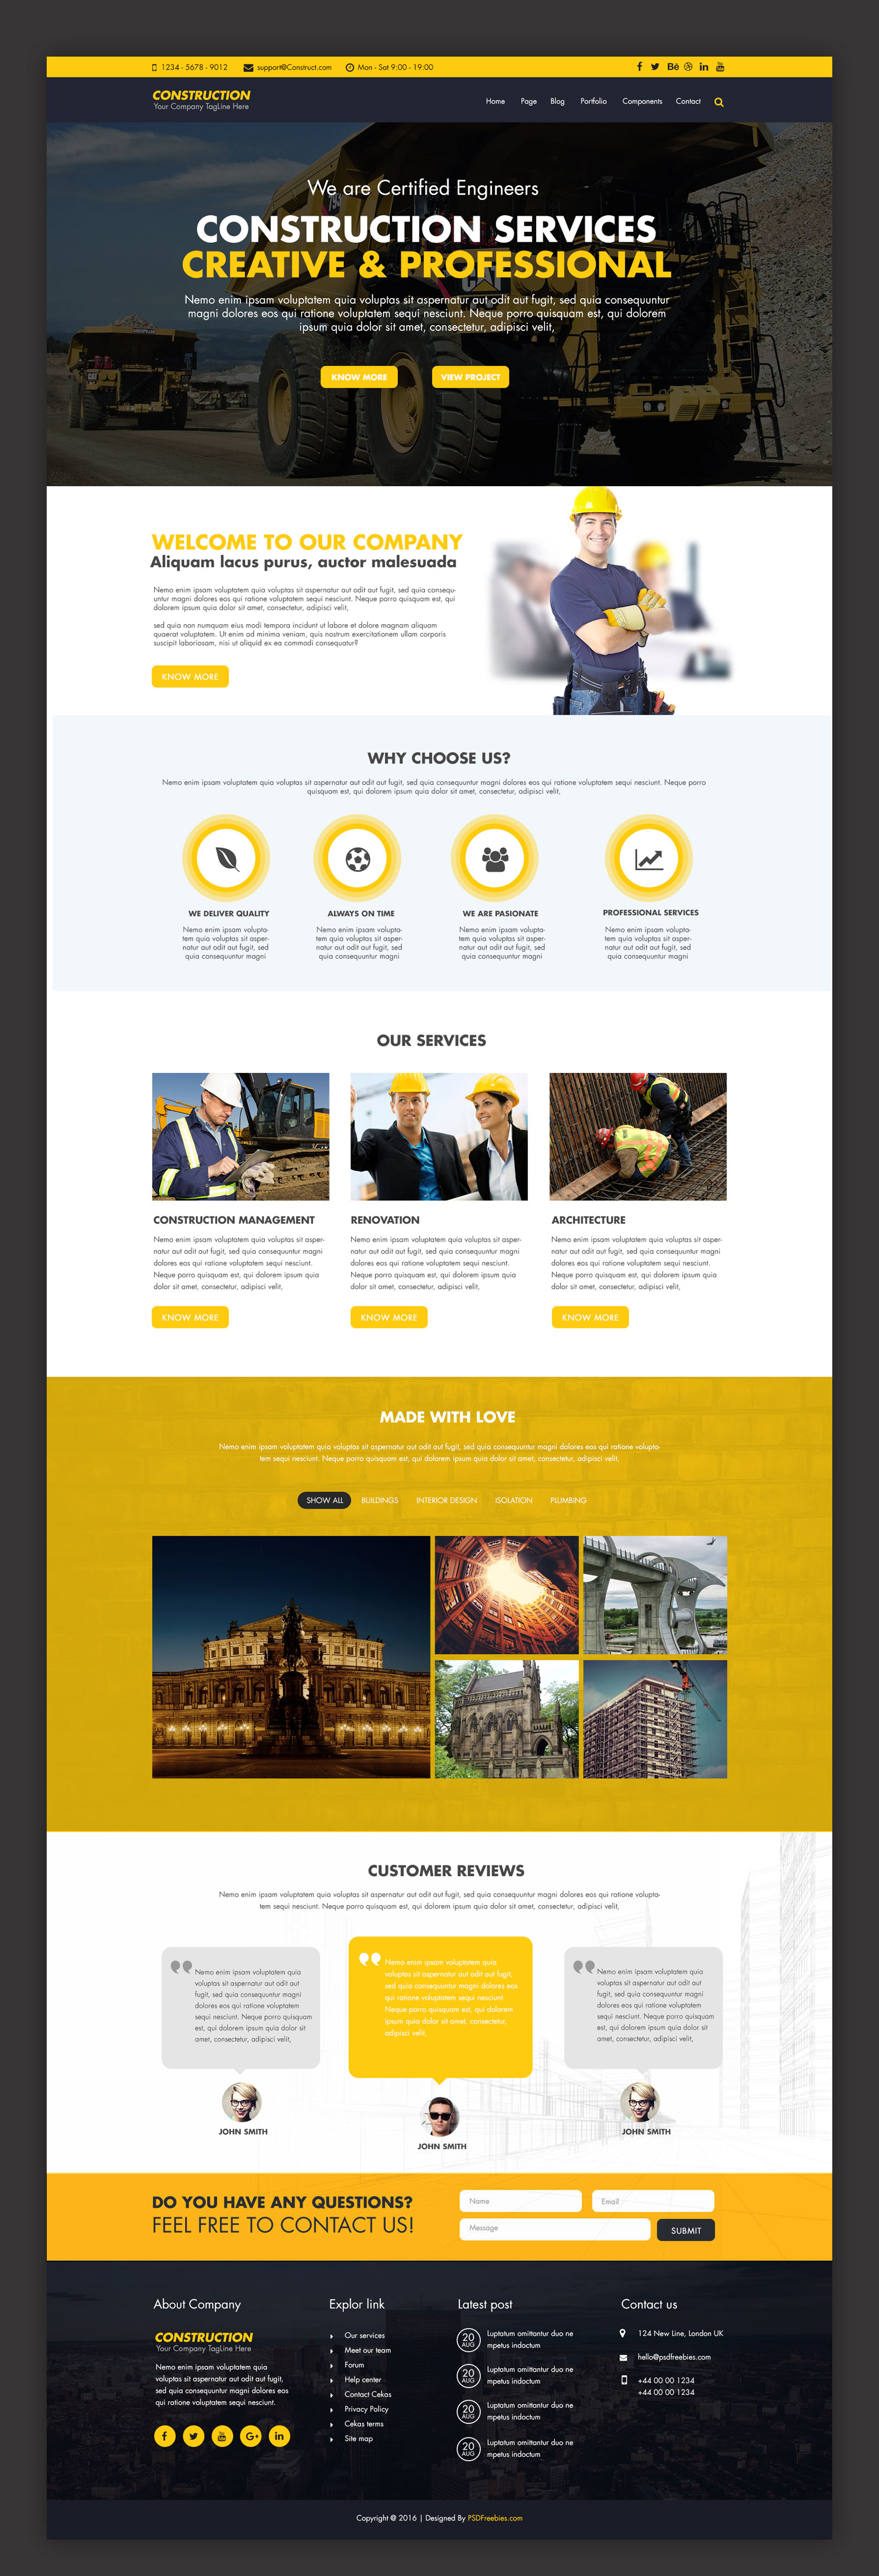 1234 - 5678 - 9012 support@Construct.com Mon - Sat 9:00 - 19:00 Bē
CONSTRUCTION
Your Company TagLine Here
Home Page Blog Portfolio Components Contact
We are Certified Engineers
CONSTRUCTION SERVICES
CREATIVE & PROFESSIONAL
CAT
Nemo enim ipsam voluptatem quia voluptas sit aspernatur aut odit aut fugit, sed quia consequuntur
magni dolores eos qui ratione voluptatem sequi nesciunt. Neque porro quisquam est, qui dolorem
ipsum quia dolor sit amet, consectetur, adipisci velit,
KNOW MORE VIEW PROJECT
WELCOME TO OUR COMPANY
Aliquam lacus purus, auctor malesuada
Nemo enim ipsam voluptatem quia voluptas sit aspernatur aut odit aut fugit, sed quia consequ-
untur magni dolores eos qui ratione voluptatem sequi nesciunt. Neque porro quisquam est, qui
dolorem ipsum quia dolor sit amet, consectetur, adipisci velit,
sed quia non numquam eius modi tempora incidunt ut labore et dolore magnam aliquam
quaerat voluptatem. Ut enim ad minima veniam, quis nostrum exercitationem ullam corporis
suscipit laboriosam, nisi ut aliquid ex ea commodi consequatur?
KNOW MORE
WHY CHOOSE US?
Nemo enim ipsam voluptatem quia voluptas sit aspernatur aut odit aut fugit, sed quia consequuntur magni dolores eos qui ratione voluptatem sequi nesciunt. Neque porro
quisquam est, qui dolorem ipsum quia dolor sit amet, consectetur, adipisci velit,
WE DELIVER QUALITY
Nemo enim ipsam volupta-
tem quia voluptas sit asper-
natur aut odit aut fugit, sed
quia consequuntur magni
ALWAYS ON TIME
Nemo enim ipsam volupta-
tem quia voluptas sit asper-
natur aut odit aut fugit, sed
quia consequuntur magni
WE ARE PASIONATE
Nemo enim ipsam volupta-
tem quia voluptas sit asper-
natur aut odit aut fugit, sed
quia consequuntur magni
PROFESSIONAL SERVICES
Nemo enim ipsam volupta-
tem quia voluptas sit asper-
natur aut odit aut fugit, sed
quia consequuntur magni
OUR SERVICES
CONSTRUCTION MANAGEMENT
Nemo enim ipsam voluptatem quia voluptas sit asper-
natur aut odit aut fugit, sed quia consequuntur magni
dolores eos qui ratione voluptatem sequi nesciunt.
Neque porro quisquam est, qui dolorem ipsum quia
dolor sit amet, consectetur, adipisci velit,
KNOW MORE
RENOVATION
Nemo enim ipsam voluptatem quia voluptas sit asper-
natur aut odit aut fugit, sed quia consequuntur magni
dolores eos qui ratione voluptatem sequi nesciunt.
Neque porro quisquam est, qui dolorem ipsum quia
dolor sit amet, consectetur, adipisci velit,
KNOW MORE
ARCHITECTURE
Nemo enim ipsam voluptatem quia voluptas sit asper-
natur aut odit aut fugit, sed quia consequuntur magni
dolores eos qui ratione voluptatem sequi nesciunt.
Neque porro quisquam est, qui dolorem ipsum quia
dolor sit amet, consectetur, adipisci velit,
KNOW MORE
MADE WITH LOVE
Nemo enim ipsam voluptatem quia voluptas sit aspernatur aut odit aut fugit, sed quia consequuntur magni dolores eos qui ratione volupta-
tem sequi nesciunt. Neque porro quisquam est, qui dolorem ipsum quia dolor sit amet, consectetur, adipisci velit,
SHOW ALL BUILDINGS INTERIOR DESIGN ISOLATION PLUMBING
CUSTOMER REVIEWS
Nemo enim ipsam voluptatem quia voluptas sit aspernatur aut odit aut fugit, sed quia consequuntur magni dolores eos qui ratione volupta-
tem sequi nesciunt. Neque porro quisquam est, qui dolorem ipsum quia dolor sit amet, consectetur, adipisci velit,
Nemo enim ipsam voluptatem quia
voluptas sit aspernatur aut odit aut
fugit, sed quia consequuntur magni
dolores eos qui ratione voluptatem
sequi nesciunt. Neque porro quisquam
est, qui dolorem ipsum quia dolor sit
amet, consectetur, adipisci velit,
JOHN SMITH
Nemo enim ipsam voluptatem quia
voluptas sit aspernatur aut odit aut fugit,
sed quia consequuntur magni dolores eos
qui ratione voluptatem sequi nesciunt.
Neque porro quisquam est, qui dolorem
ipsum quia dolor sit amet, consectetur,
adipisci velit,
JOHN SMITH
Nemo enim ipsam voluptatem quia
voluptas sit aspernatur aut odit aut
fugit, sed quia consequuntur magni
dolores eos qui ratione voluptatem
sequi nesciunt. Neque porro quisquam
est, qui dolorem ipsum quia dolor sit
amet, consectetur, adipisci velit,
JOHN SMITH
DO YOU HAVE ANY QUESTIONS?
FEEL FREE TO CONTACT US!
Name Email
Message SUBMIT
About Company
CONSTRUCTION
Your Company TagLine Here
Nemo enim ipsam voluptatem quia
voluptas sit aspernatur aut odit aut fugit,
sed quia consequuntur magni dolores eos
qui ratione voluptatem sequi nesciunt.
Explor link
Our services
Meet our team
Forum
Help center
Contact Cekas
Privacy Policy
Cekas terms
Site map
Latest post
20 AUG
Luptatum omittantur duo ne
mpetus indoctum
20 AUG
Luptatum omittantur duo ne
mpetus indoctum
20 AUG
Luptatum omittantur duo ne
mpetus indoctum
20 AUG
Luptatum omittantur duo ne
mpetus indoctum
Contact us
124 New Line, London UK
hello@psdfreebies.com
+44 00 00 1234
+44 00 00 1234
Copyright @ 2016 | Designed By PSDFreebies.com